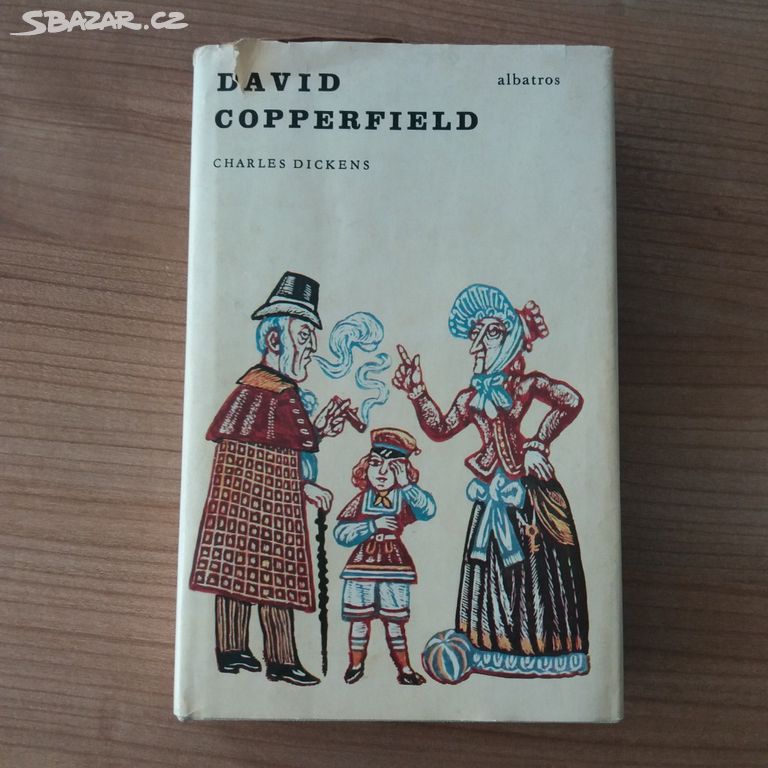 SBAZAR.CZ
DAVID
albatros
COPPERFIELD
CHARLES DICKENS